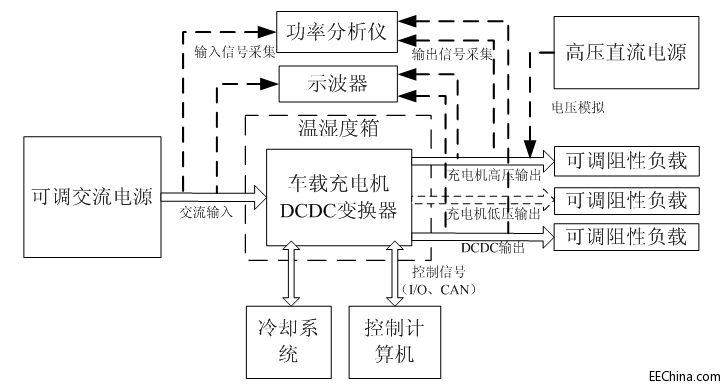 功率分析仪
输入信号采集
输出信号采集
高压直流电源
示波器
电压模拟
温湿度箱
可调交流电源
交流输入
车载充电机
DCDC变换器
充电机高压输出
可调阻性负载
充电机低压输出
可调阻性负载
DCDC输出
可调阻性负载
控制信号
（I/O、CAN）
冷却系
统
控制计
算机
EEChina.com